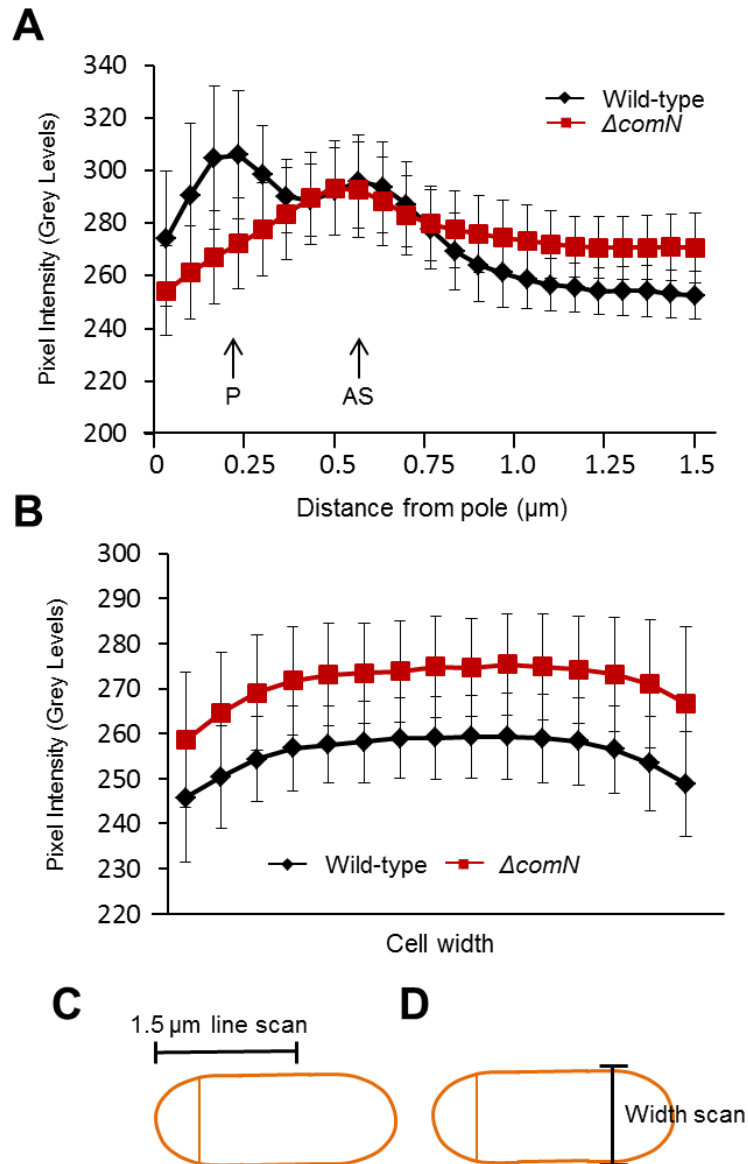 A
340
320
300
280
260
240
220
200
Pixel Intensity (Grey Levels)
Wild-type
ΔcomN
P
AS
0 0.25 0.5 0.75 1.0 1.25 1.5
Distance from pole (µm)
B
300
290
280
270
260
250
240
230
220
Pixel Intensity (Grey Levels)
Wild-type ΔcomN
Cell width
C
1.5 µm line scan
D
Width scan